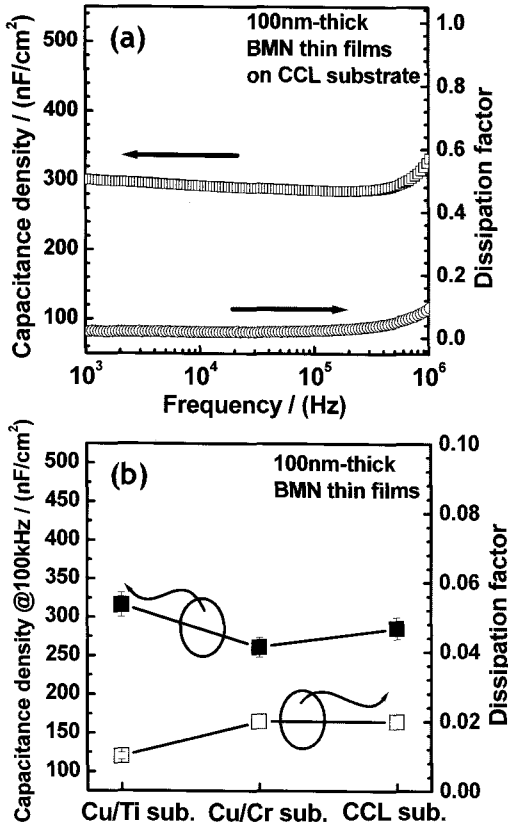 (a)
100nm-thick
BMN thin films
on CCL substrate
Capacitance density / (nF/cm²)
500
400
300
200
100
1.0
0.8
0.6
0.4
0.2
0.0
Dissipation factor
10³ 10⁴ 10⁵ 10⁶
Frequency / (Hz)
(b)
100nm-thick
BMN thin films
Capacitance density @100kHz / (nF/cm²)
500
450
400
350
300
250
200
150
100
0.10
0.08
0.06
0.04
0.02
0.00
Dissipation factor
Cu/Ti sub. Cu/Cr sub. CCL sub.